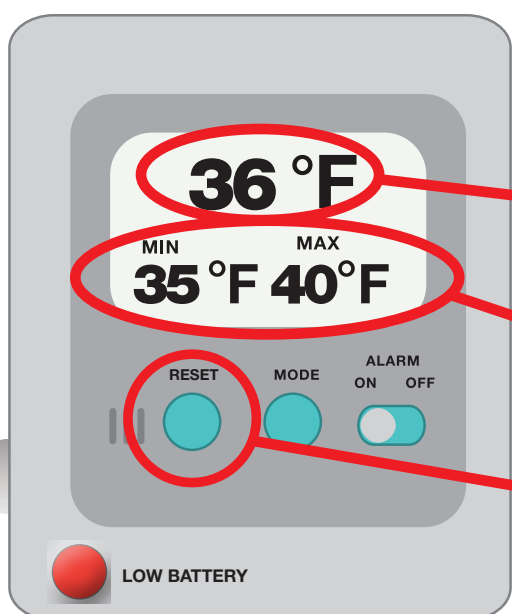 36 °F
MIN MAX
35 °F 40°F
RESET MODE ALARM
ON OFF
LOW BATTERY